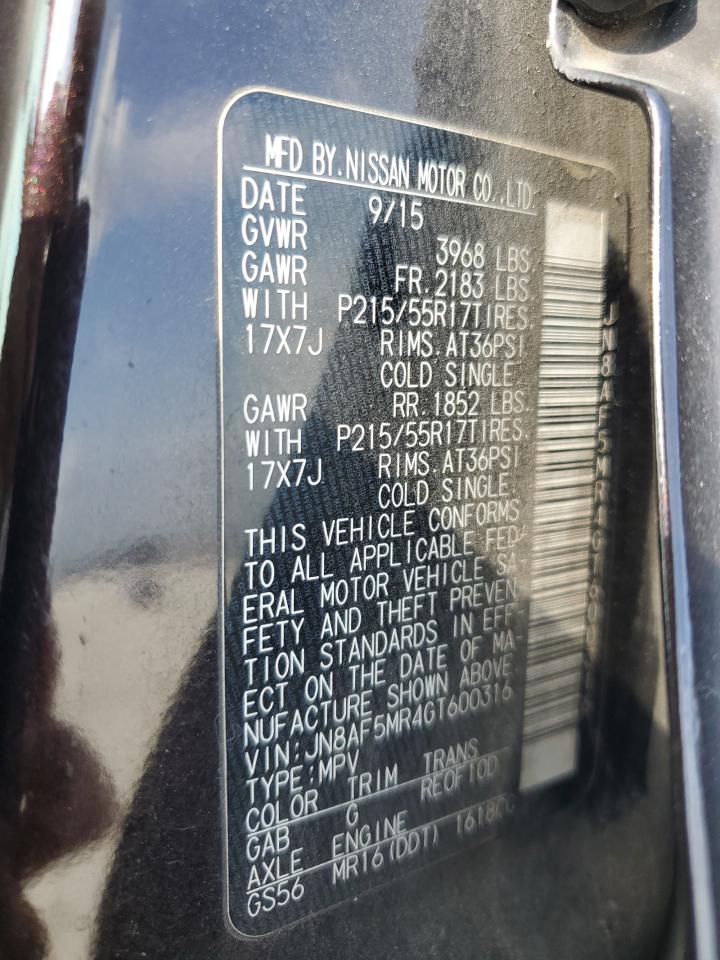 MFD BY.NISSAN MOTOR CO.,LTD.
DATE 9/15
GVWR 3968 LBS.
GAWR FR.2183 LBS.
WITH P215/55R17TIRES.
17X7J RIMS.AT36PSI
COLD SINGLE.
GAWR RR.1852 LBS.
WITH P215/55R17TIRES.
17X7J RIMS.AT36PSI
COLD SINGLE.
THIS VEHICLE CONFORMS
TO ALL APPLICABLE FED-
ERAL MOTOR VEHICLE SA-
FETY AND THEFT PREVEN-
TION STANDARDS IN EFF-
ECT ON THE DATE OF MA-
NUFACTURE SHOWN ABOVE.
VIN:JN8AF5MR4GT600316
TYPE:MPV
COLOR TRIM TRANS
GAB G RE0F10D
AXLE ENGINE
GS56 MR16(DDT) 1618CC